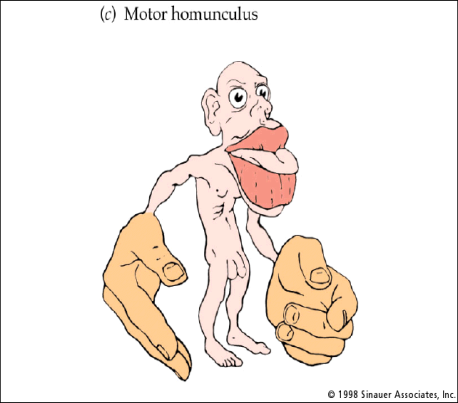 (c) Motor homunculus
© 1998 Sinauer Associates, Inc.